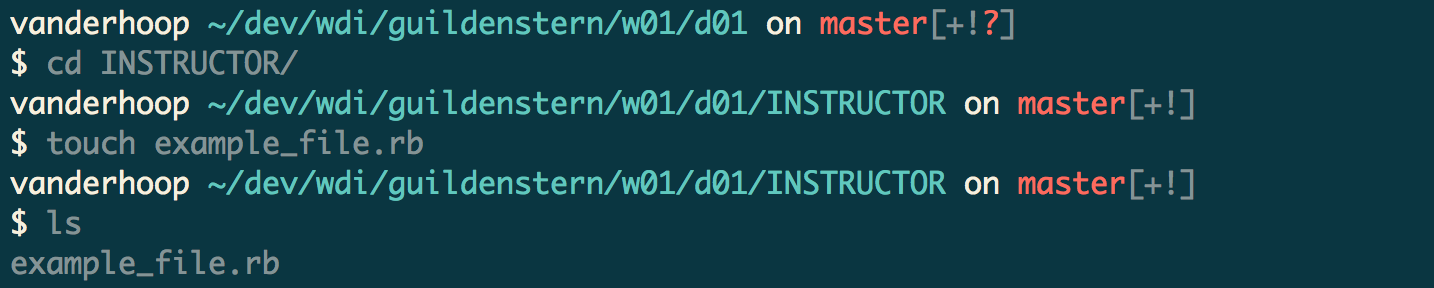 vanderhoop ~/dev/wdi/guildenstern/w01/d01 on master[+!?]
$ cd INSTRUCTOR/
vanderhoop ~/dev/wdi/guildenstern/w01/d01/INSTRUCTOR on master[+!]
$ touch example_file.rb
vanderhoop ~/dev/wdi/guildenstern/w01/d01/INSTRUCTOR on master[+!]
$ ls
example_file.rb